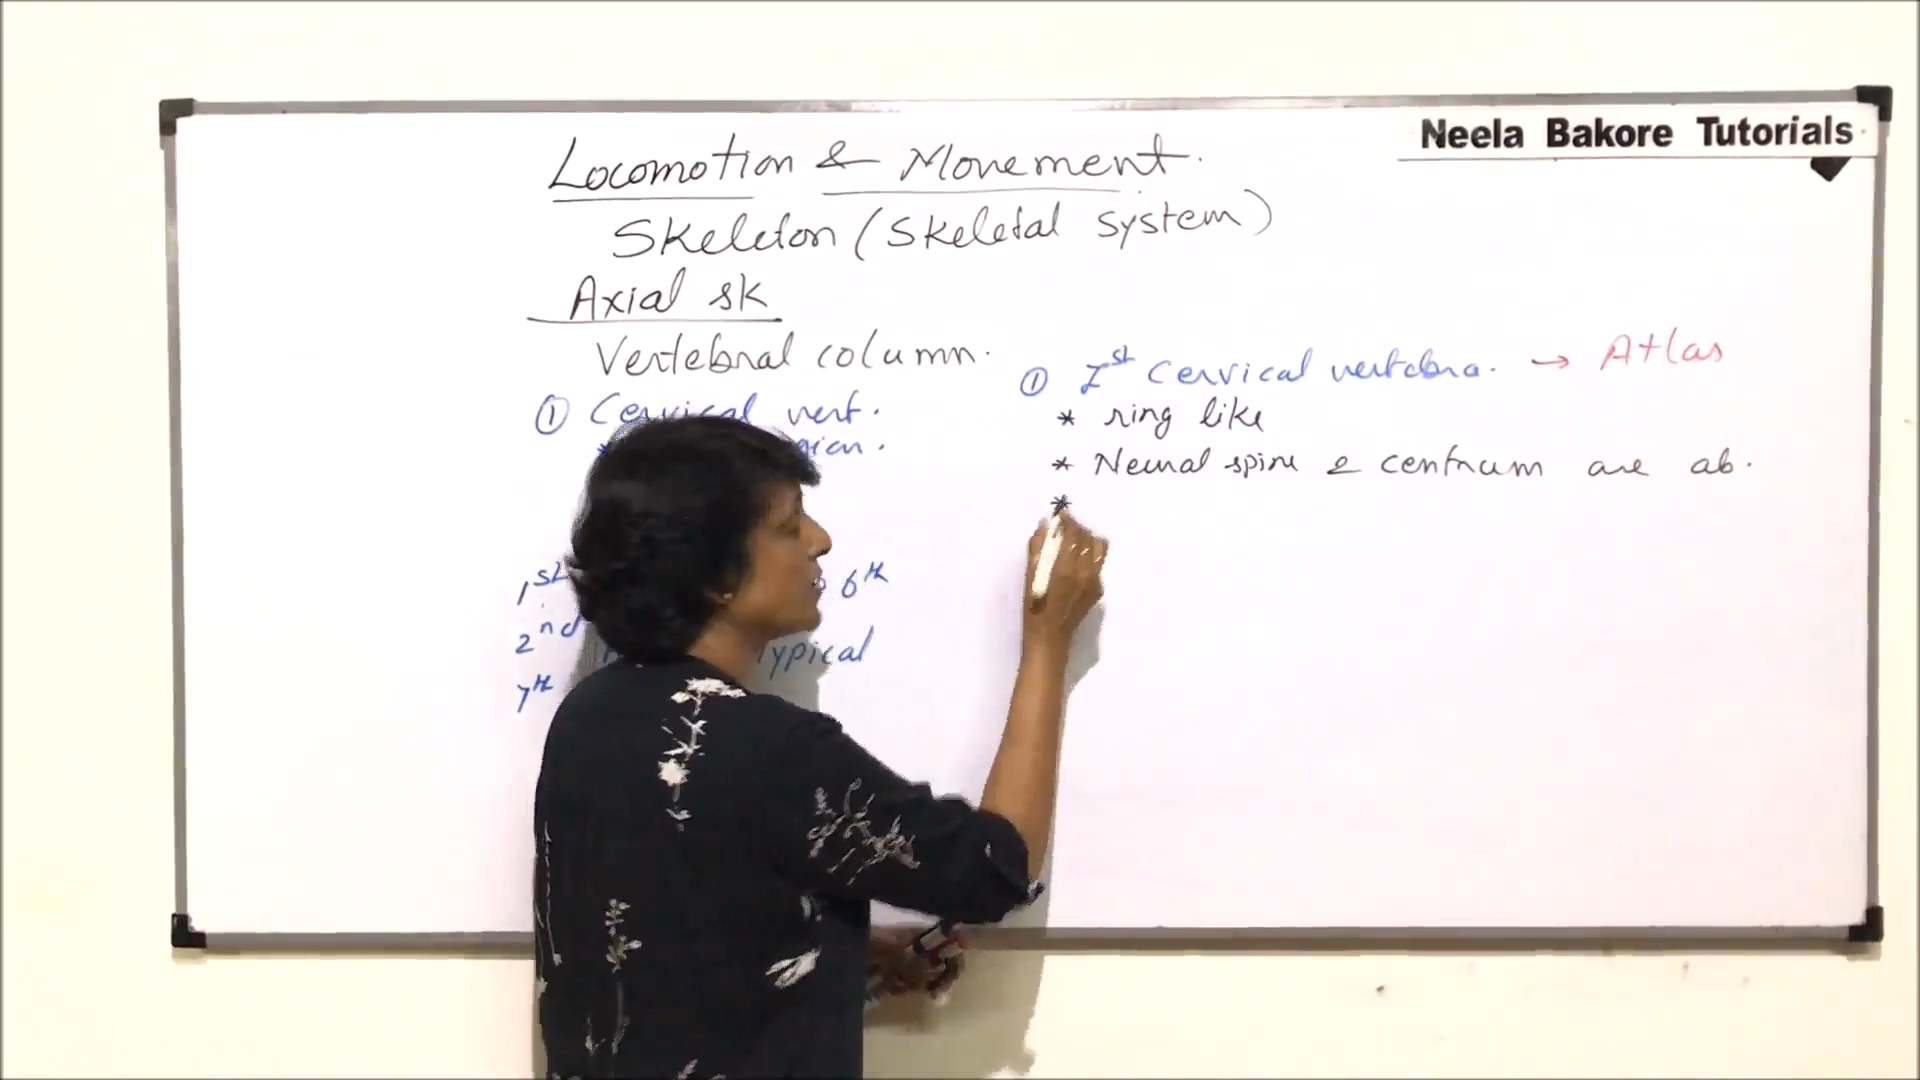 Neela Bakore Tutorials
Locomotion & Movement.
Skeleton (Skeletal system)
Axial sk
Vertebral column.
① Cervical vert.
*
1st 6th
2nd Typical
7th
① Ist Cervical vertebra. → Atlas
* ring like
* Neural spine & centrum are ab.
*